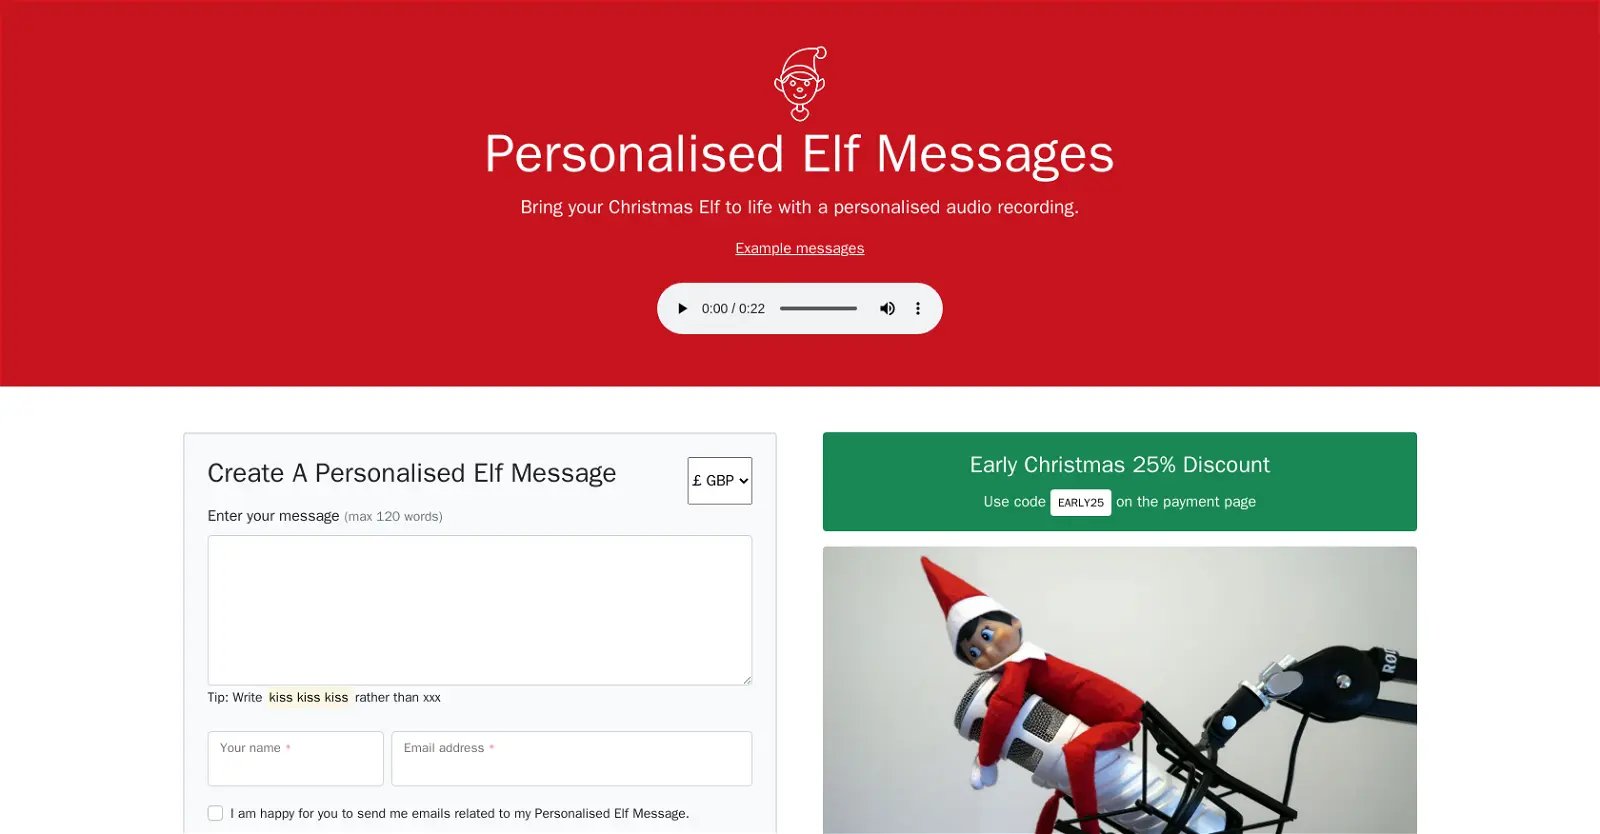 Personalised Elf Messages
Bring your Christmas Elf to life with a personalised audio recording.
Example messages
0:00 / 0:22
Create A Personalised Elf Message
£ GBP
Enter your message (max 120 words)
Tip: Write kiss kiss kiss rather than xxx
Your name *
Email address *
I am happy for you to send me emails related to my Personalised Elf Message.
Early Christmas 25% Discount
Use code EARLY25 on the payment page
RØD